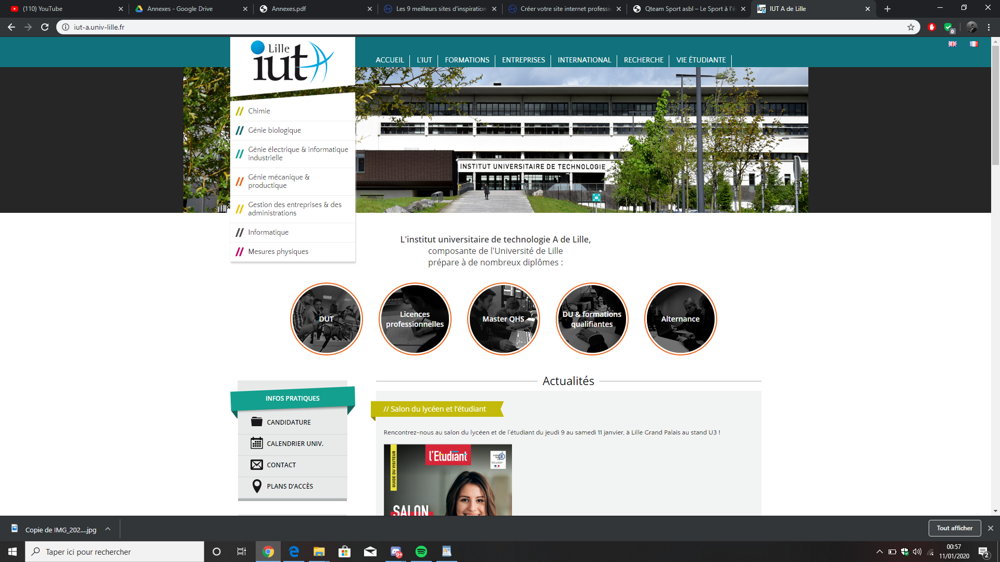 (110) YouTube
Annexes - Google Drive
Annexes.pdf
Les 9 meilleurs sites d'inspiration
Créer votre site internet professic
Qteam Sport asbl – Le Sport à l'é
IUT A de Lille
iut-a.univ-lille.fr
0
Lille
iut A
ACCUEIL
L'IUT
FORMATIONS
ENTREPRISES
INTERNATIONAL
RECHERCHE
VIE ÉTUDIANTE
INSTITUT UNIVERSITAIRE DE TECHNOLOGIE
// Chimie
// Génie biologique
// Génie électrique & informatique
industrielle
// Génie mécanique &
productique
// Gestion des entreprises & des
administrations
// Informatique
// Mesures physiques
L'institut universitaire de technologie A de Lille,
composante de l'Université de Lille
prépare à de nombreux diplômes :
DUT
Licences
professionnelles
Master QHS
DU & formations
qualifiantes
Alternance
INFOS PRATIQUES
CANDIDATURE
CALENDRIER UNIV.
CONTACT
PLANS D'ACCÈS
Actualités
// Salon du lycéen et l'étudiant
Rencontrez-nous au salon du lycéen et de l'étudiant du jeudi 9 au samedi 11 janvier, à Lille Grand Palais au stand U3 !
GUIDE DU VISITEUR
l'Etudiant
SALON
Copie de IMG_202....jpg
Tout afficher
Taper ici pour rechercher
9+
00:57
11/01/2020
2